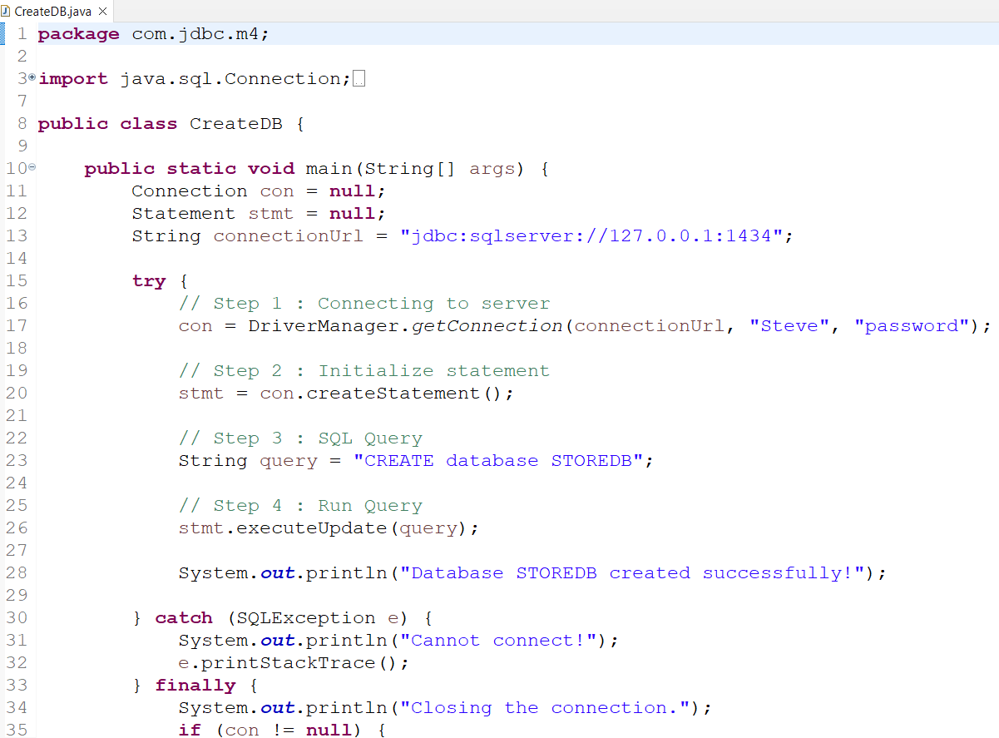 CreateDB.java
1 package com.jdbc.m4;
2
3 import java.sql.Connection;
7
8 public class CreateDB {
9
10     public static void main(String[] args) {
11         Connection con = null;
12         Statement stmt = null;
13         String connectionUrl = "jdbc:sqlserver://127.0.0.1:1434";
14
15         try {
16             // Step 1 : Connecting to server
17             con = DriverManager.getConnection(connectionUrl, "Steve", "password");
18
19             // Step 2 : Initialize statement
20             stmt = con.createStatement();
21
22             // Step 3 : SQL Query
23             String query = "CREATE database STOREDB";
24
25             // Step 4 : Run Query
26             stmt.executeUpdate(query);
27
28             System.out.println("Database STOREDB created successfully!");
29
30         } catch (SQLException e) {
31             System.out.println("Cannot connect!");
32             e.printStackTrace();
33         } finally {
34             System.out.println("Closing the connection.");
35             if (con != null) {